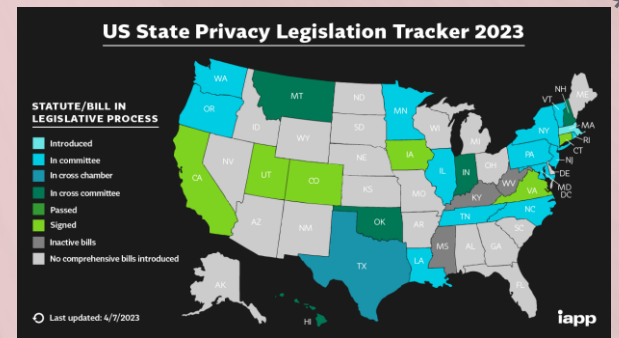 US State Privacy Legislation Tracker 2023
STATUTE/BILL IN
LEGISLATIVE PROCESS
Introduced
In committee
In cross chamber
In cross committee
Passed
Signed
Inactive bills
No comprehensive bills introduced
Last updated: 4/7/2023
WA
OR
CA
NV
ID
MT
WY
UT
CO
AZ
NM
ND
SD
NE
KS
OK
TX
MN
IA
MO
AR
LA
WI
IL
MI
IN
OH
KY
TN
MS
AL
GA
FL
SC
NC
VA
WV
PA
NY
VT
NH
ME
MA
RI
CT
NJ
DE
MD
DC
AK
HI
iapp